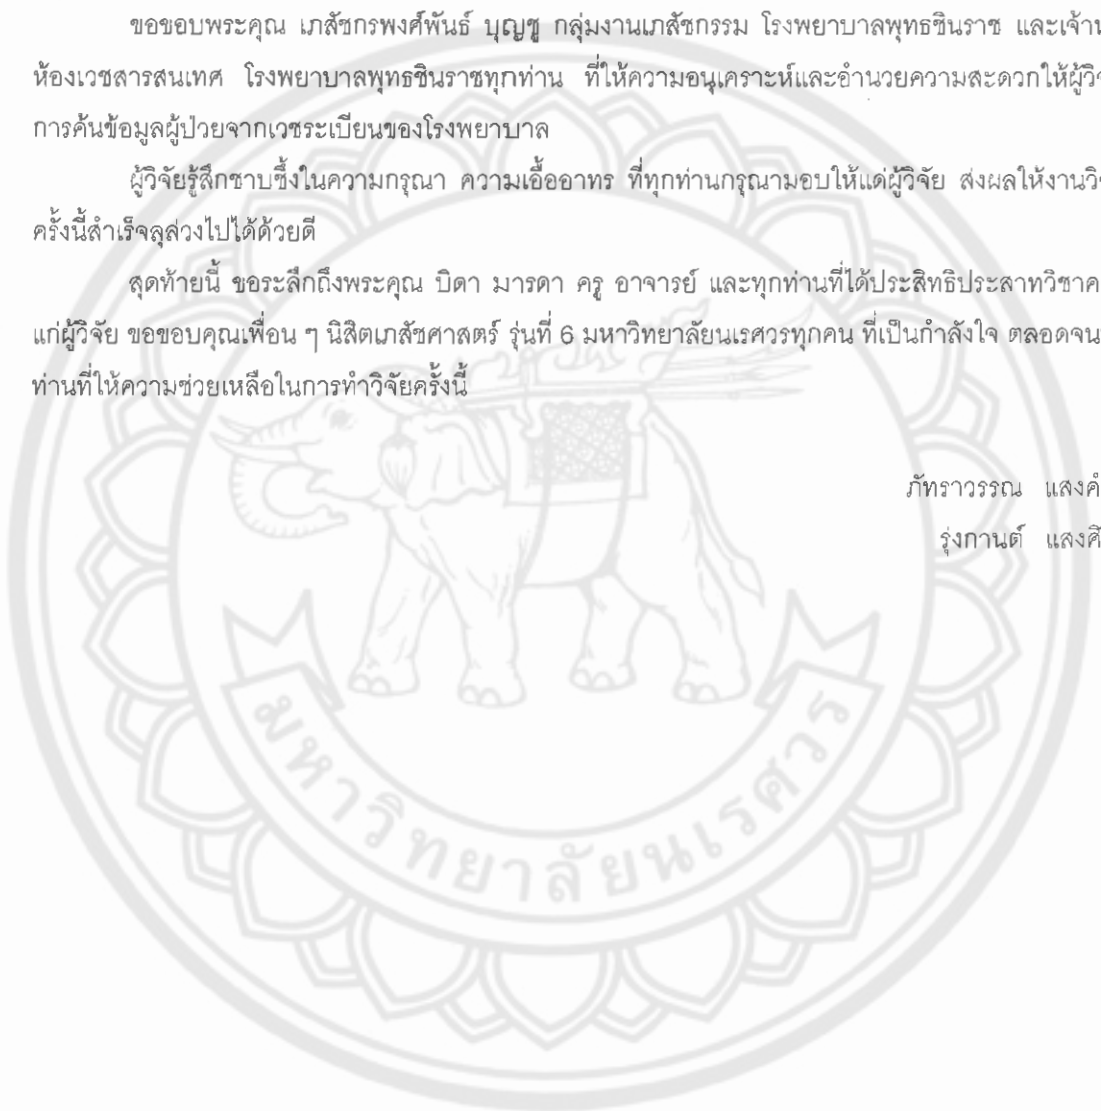 ขอขอบพระคุณ เภสัชกรพงศ์พันธ์ บุญชู กลุ่มงานเภสัชกรรม โรงพยาบาลพุทธชินราช และเจ้า
ห้องเวชสารสนเทศ โรงพยาบาลพุทธชินราชทุกท่าน ที่ให้ความอนุเคราะห์และอำนวยความสะดวกให้ผู้วิ
การค้นข้อมูลผู้ป่วยจากเวชระเบียนของโรงพยาบาล
ผู้วิจัยรู้สึกซาบซึ้งในความกรุณา ความเอื้ออาทร ที่ทุกท่านกรุณามอบให้แด่ผู้วิจัย ส่งผลให้งานวิ
ครั้งนี้สำเร็จลุล่วงไปได้ด้วยดี
สุดท้ายนี้ ขอระลึกถึงพระคุณ บิดา มารดา ครู อาจารย์ และทุกท่านที่ได้ประสิทธิประสาทวิชาค
แก่ผู้วิจัย ขอขอบคุณเพื่อน ๆ นิสิตเภสัชศาสตร์ รุ่นที่ 6 มหาวิทยาลัยนเรศวรทุกคน ที่เป็นกำลังใจ ตลอดจน
ท่านที่ให้ความช่วยเหลือในการทำวิจัยครั้งนี้
ภัทราวรรณ แสงคำ
รุ่งกานต์ แสงศิ
มหาวิทยาลัยนเรศวร